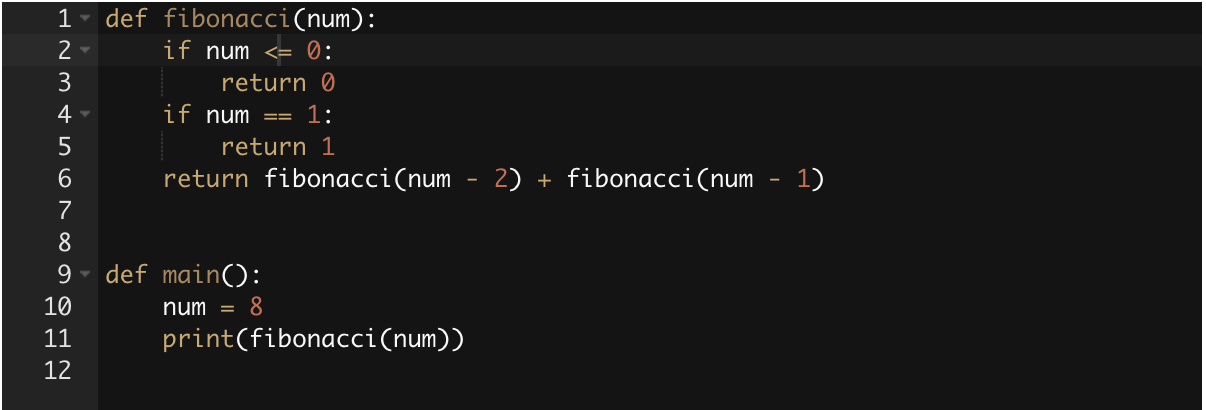 1 def fibonacci(num):
2     if num <= 0:
3         return 0
4     if num == 1:
5         return 1
6     return fibonacci(num - 2) + fibonacci(num - 1)
7
8
9 def main():
10     num = 8
11     print(fibonacci(num))
12